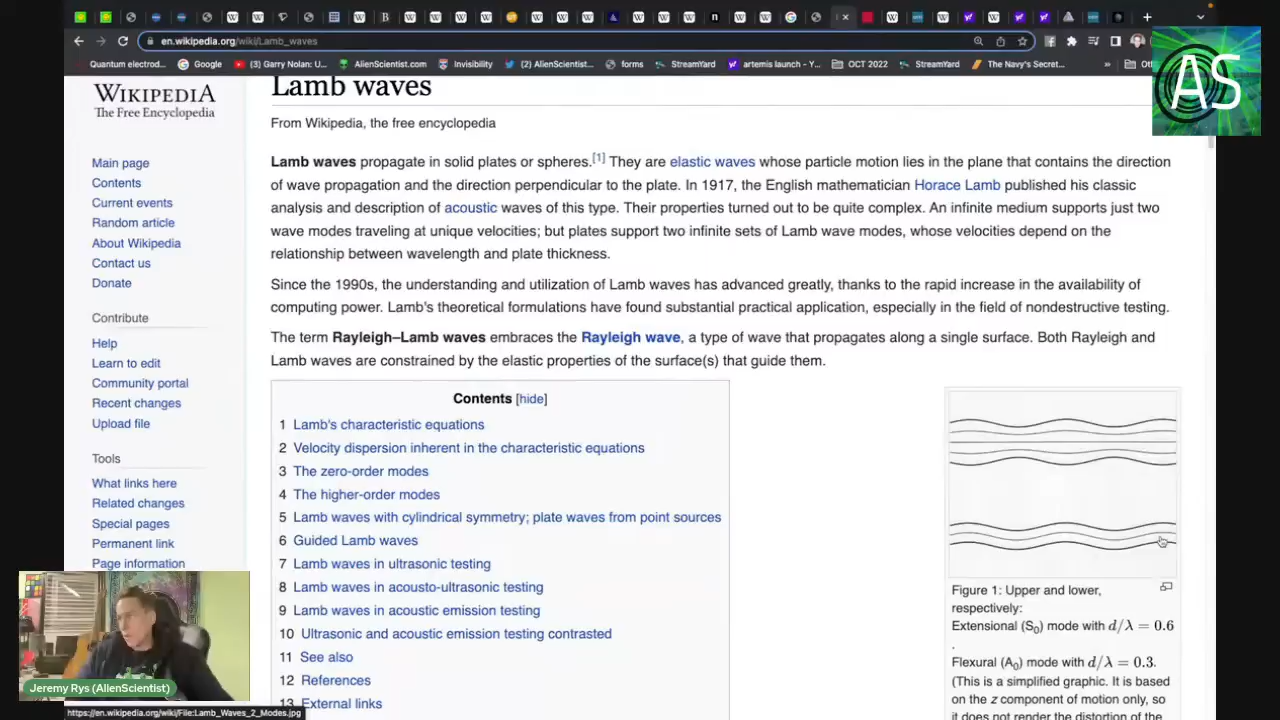 en.wikipedia.org/wiki/Lamb_waves
Quantum electrod... Google (3) Garry Nolan: U... AlienScientist.com Invisibility (2) AlienScientist... forms StreamYard artemis launch - Y... OCT 2022 StreamYard The Navy's Secret... »
AS
WIKIPEDIA
The Free Encyclopedia
Main page
Contents
Current events
Random article
About Wikipedia
Contact us
Donate
Contribute
Help
Learn to edit
Community portal
Recent changes
Upload file
Tools
What links here
Related changes
Special pages
Permanent link
Page information
Lamb waves
From Wikipedia, the free encyclopedia
Lamb waves propagate in solid plates or spheres.[1] They are elastic waves whose particle motion lies in the plane that contains the direction
of wave propagation and the direction perpendicular to the plate. In 1917, the English mathematician Horace Lamb published his classic
analysis and description of acoustic waves of this type. Their properties turned out to be quite complex. An infinite medium supports just two
wave modes traveling at unique velocities; but plates support two infinite sets of Lamb wave modes, whose velocities depend on the
relationship between wavelength and plate thickness.
Since the 1990s, the understanding and utilization of Lamb waves has advanced greatly, thanks to the rapid increase in the availability of
computing power. Lamb's theoretical formulations have found substantial practical application, especially in the field of nondestructive testing.
The term Rayleigh–Lamb waves embraces the Rayleigh wave, a type of wave that propagates along a single surface. Both Rayleigh and
Lamb waves are constrained by the elastic properties of the surface(s) that guide them.
Contents [hide]
1 Lamb's characteristic equations
2 Velocity dispersion inherent in the characteristic equations
3 The zero-order modes
4 The higher-order modes
5 Lamb waves with cylindrical symmetry; plate waves from point sources
6 Guided Lamb waves
7 Lamb waves in ultrasonic testing
8 Lamb waves in acousto-ultrasonic testing
9 Lamb waves in acoustic emission testing
10 Ultrasonic and acoustic emission testing contrasted
11 See also
12 References
13 External links
Figure 1: Upper and lower,
respectively:
Extensional (S0) mode with d/λ = 0.6
.
Flexural (A0) mode with d/λ = 0.3.
(This is a simplified graphic. It is based
on the z component of motion only, so
it does not render the distortion of the
Jeremy Rys (AlienScientist)
https://en.wikipedia.org/wiki/File:Lamb_Waves_2_Modes.jpg